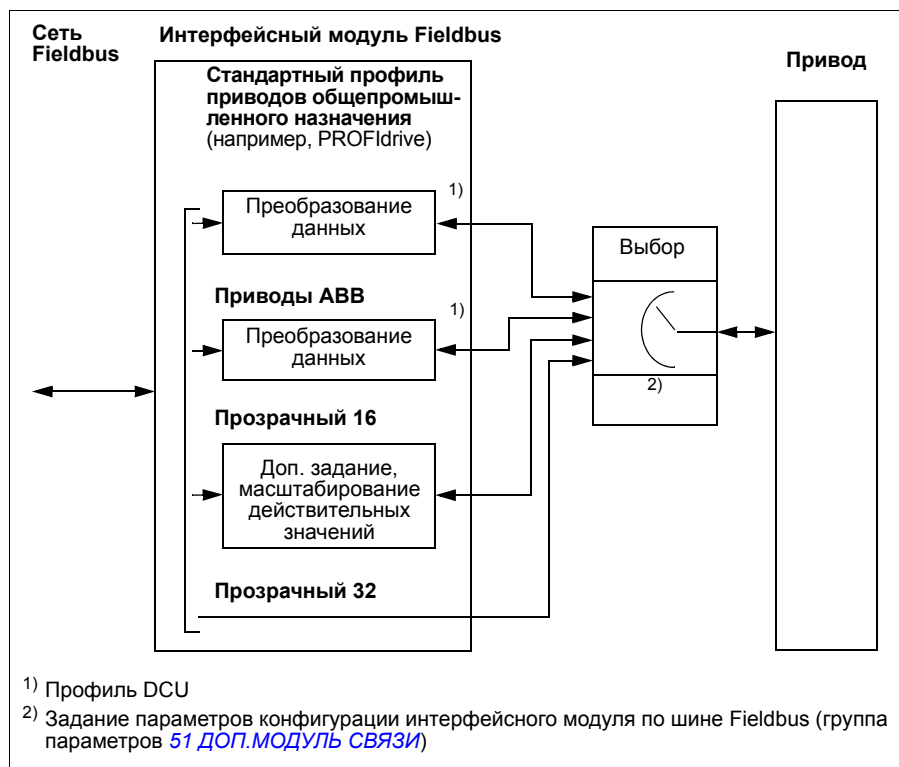 Сеть
Fieldbus
Интерфейсный модуль Fieldbus
Привод
Стандартный профиль
приводов общепромыш-
ленного назначения
(например, PROFIdrive)
1)
Преобразование
данных
Выбор
Приводы ABB
1)
Преобразование
данных
2)
Прозрачный 16
Доп. задание,
масштабирование
действительных
значений
Прозрачный 32
1) Профиль DCU
2) Задание параметров конфигурации интерфейсного модуля по шине Fieldbus (группа
параметров 51 ДОП.МОДУЛЬ СВЯЗИ)